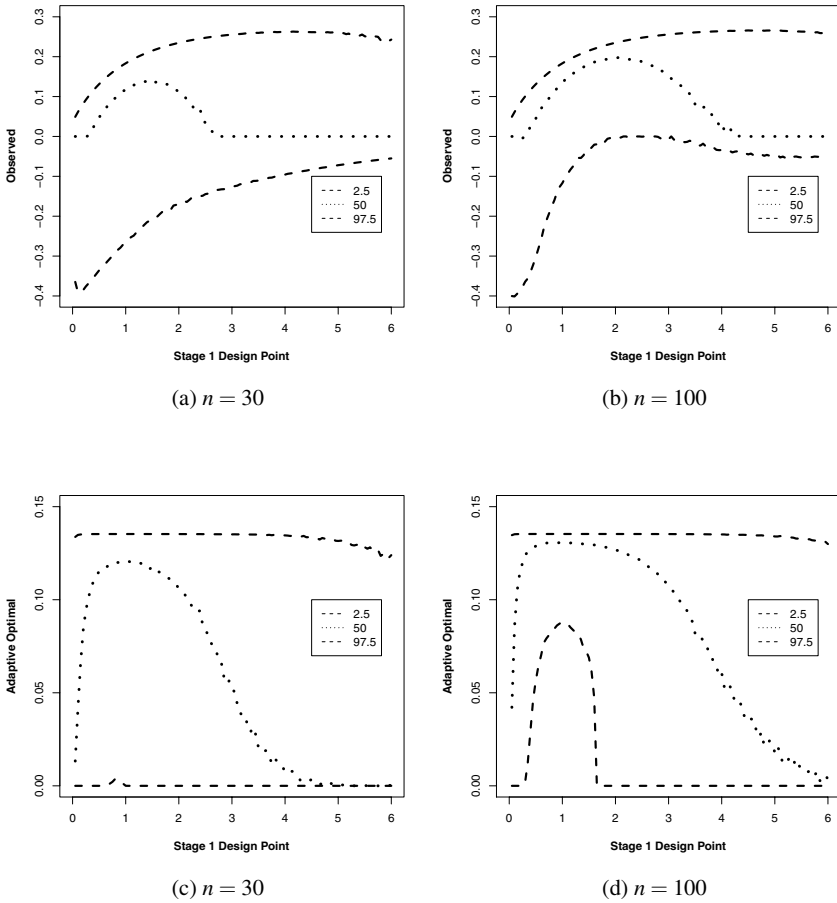 0.3
0.2
0.1
0.0
−0.1
−0.2
−0.3
−0.4
Observed
2.5
50
97.5
0 1 2 3 4 5 6
Stage 1 Design Point
(a) n = 30
0.3
0.2
0.1
0.0
−0.1
−0.2
−0.3
−0.4
Observed
2.5
50
97.5
0 1 2 3 4 5 6
Stage 1 Design Point
(b) n = 100
0.15
0.10
0.05
0.00
Adaptive Optimal
2.5
50
97.5
0 1 2 3 4 5 6
Stage 1 Design Point
(c) n = 30
0.15
0.10
0.05
0.00
Adaptive Optimal
2.5
50
97.5
0 1 2 3 4 5 6
Stage 1 Design Point
(d) n = 100